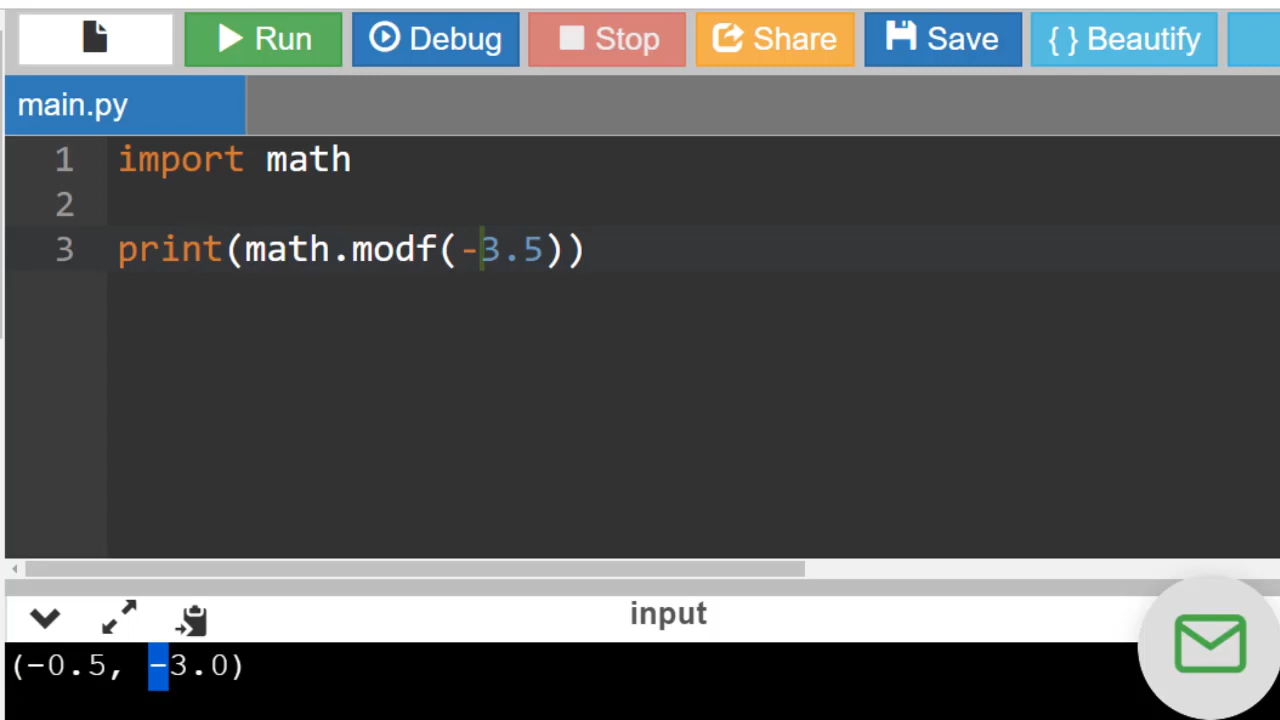 Run Debug Stop Share Save { } Beautify
main.py
1 import math
2
3 print(math.modf(-3.5))
input
(-0.5, -3.0)